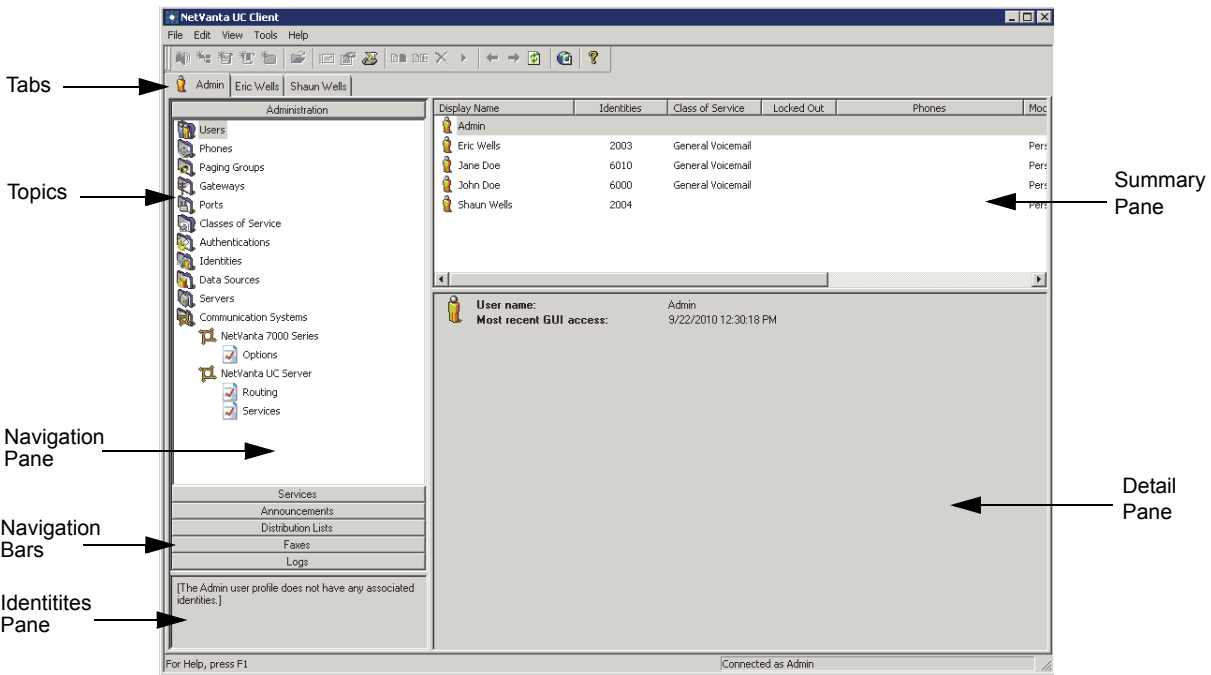 NetVanta UC Client
File Edit View Tools Help
Tabs
Admin Eric Wells Shaun Wells
Administration
Users
Phones
Paging Groups
Gateways
Ports
Classes of Service
Authentications
Identities
Data Sources
Servers
Communication Systems
NetVanta 7000 Series
Options
NetVanta UC Server
Routing
Services
Topics
Navigation
Pane
Services
Announcements
Distribution Lists
Faxes
Logs
Navigation
Bars
[The Admin user profile does not have any associated
identities.]
Identitites
Pane
Display Name Identities Class of Service Locked Out Phones Moc
Admin
Eric Wells 2003 General Voicemail Pers
Jane Doe 6010 General Voicemail Pers
John Doe 6000 General Voicemail Pers
Shaun Wells 2004 Pers
Summary
Pane
User name: Admin
Most recent GUI access: 9/22/2010 12:30:18 PM
Detail
Pane
For Help, press F1 Connected as Admin